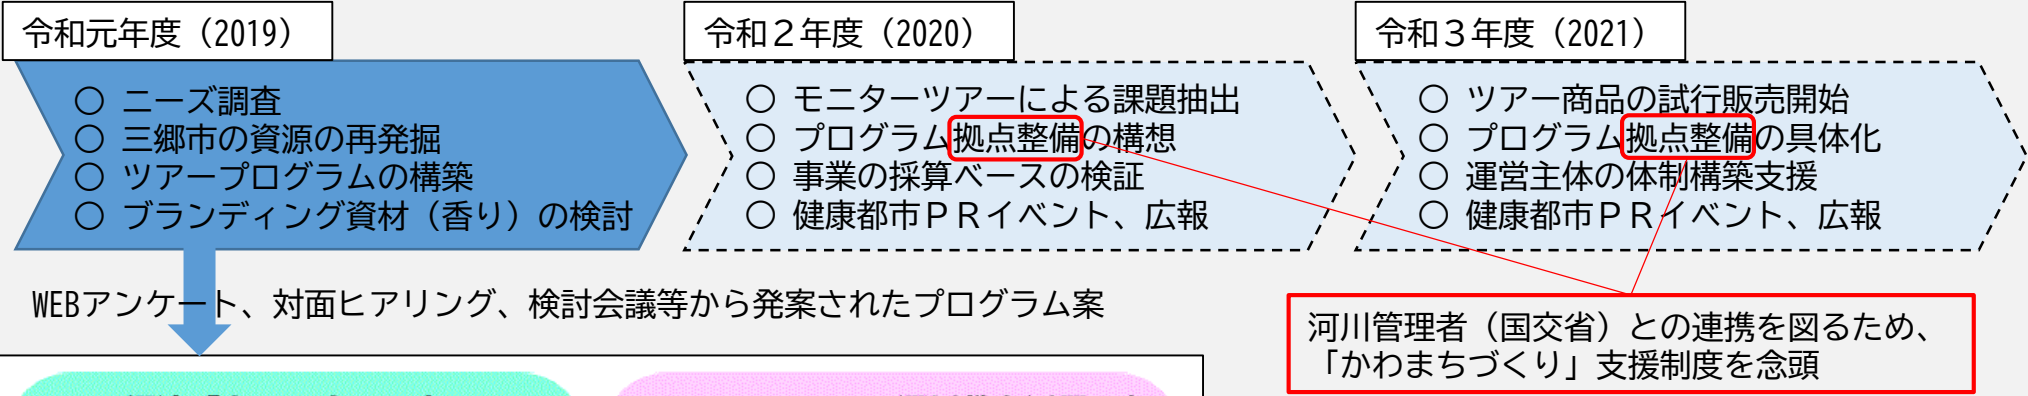 令和元年度（2019）
○ ニーズ調査
○ 三郷市の資源の再発掘
○ ツアープログラムの構築
○ ブランディング資材（香り）の検討
令和２年度（2020）
○ モニターツアーによる課題抽出
○ プログラム拠点整備の構想
○ 事業の採算ベースの検証
○ 健康都市ＰＲイベント、広報
令和３年度（2021）
○ ツアー商品の試行販売開始
○ プログラム拠点整備の具体化
○ 運営主体の体制構築支援
○ 健康都市ＰＲイベント、広報
WEBアンケート、対面ヒアリング、検討会議等から発案されたプログラム案
河川管理者（国交省）との連携を図るため、
「かわまちづくり」支援制度を念頭